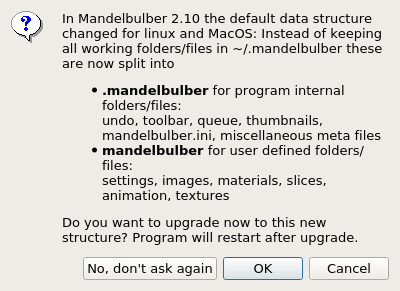 In Mandelbulber 2.10 the default data structure
changed for linux and MacOS: Instead of keeping
all working folders/files in ~/.mandelbulber these
are now split into
• .mandelbulber for program internal
folders/files:
undo, toolbar, queue, thumbnails,
mandelbulber.ini, miscellaneous meta files
• mandelbulber for user defined folders/
files:
settings, images, materials, slices,
animation, textures
Do you want to upgrade now to this new
structure? Program will restart after upgrade.
No, don't ask again OK Cancel